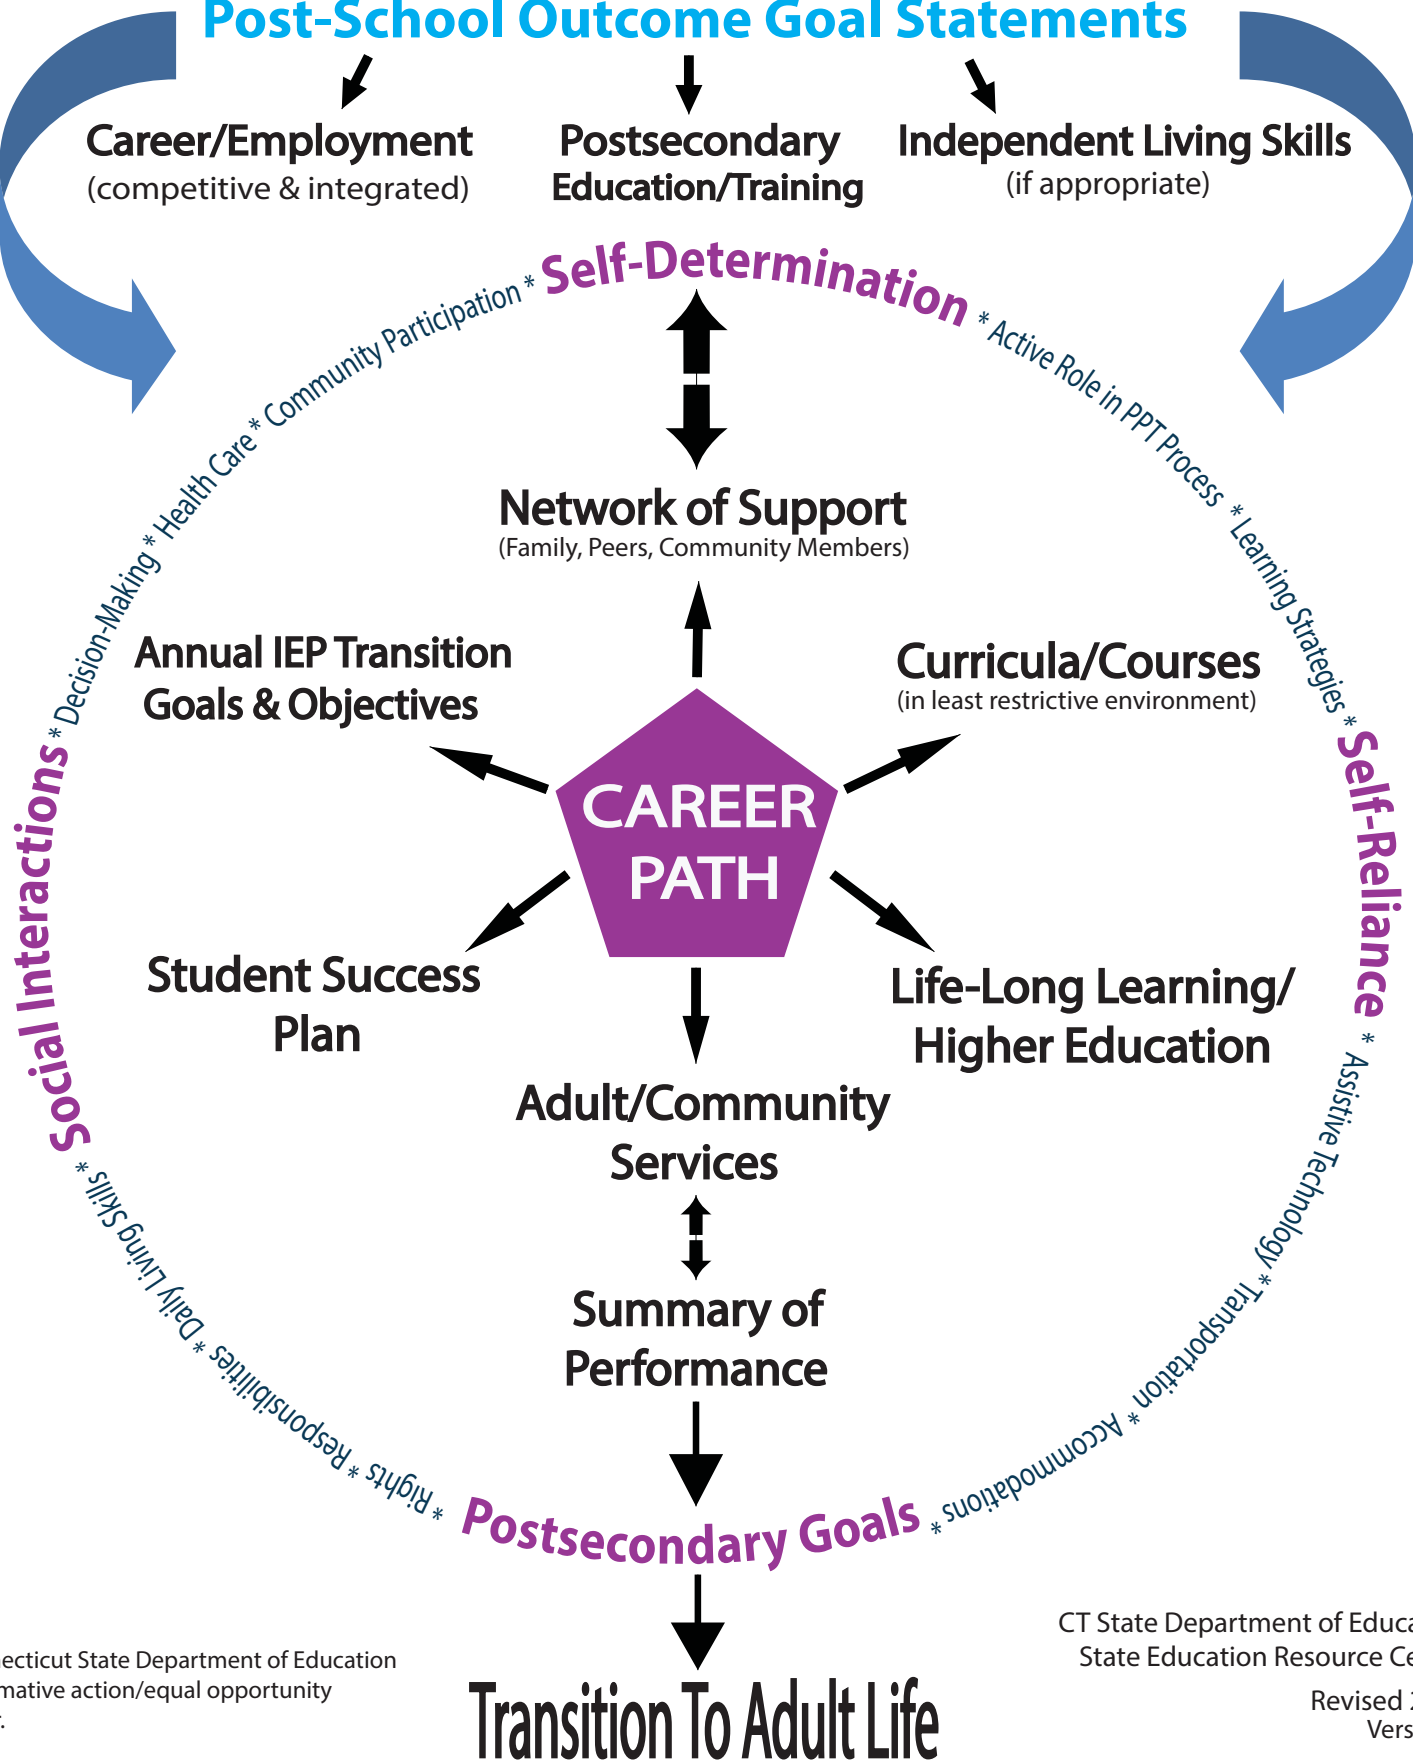 Post-School Outcome Goal Statements
Career/Employment
(competitive & integrated)
Postsecondary
Education/Training
Independent Living Skills
(if appropriate)
Self-Determination
* Active Role in PPT Process * Learning Strategies *
Self-Reliance
* Assistive Technology * Transportation * Accommodations *
Postsecondary Goals
* Rights * Responsibilities * Daily Living Skills *
Social Interactions
* Decision-Making * Health Care * Community Participation *
Network of Support
(Family, Peers, Community Members)
Annual IEP Transition
Goals & Objectives
Curricula/Courses
(in least restrictive environment)
CAREER
PATH
Student Success
Plan
Life-Long Learning/
Higher Education
Adult/Community
Services
Summary of
Performance
Transition To Adult Life
State Department of Education
action/equal opportunity
CT State Department of
State Education Resource
Revised